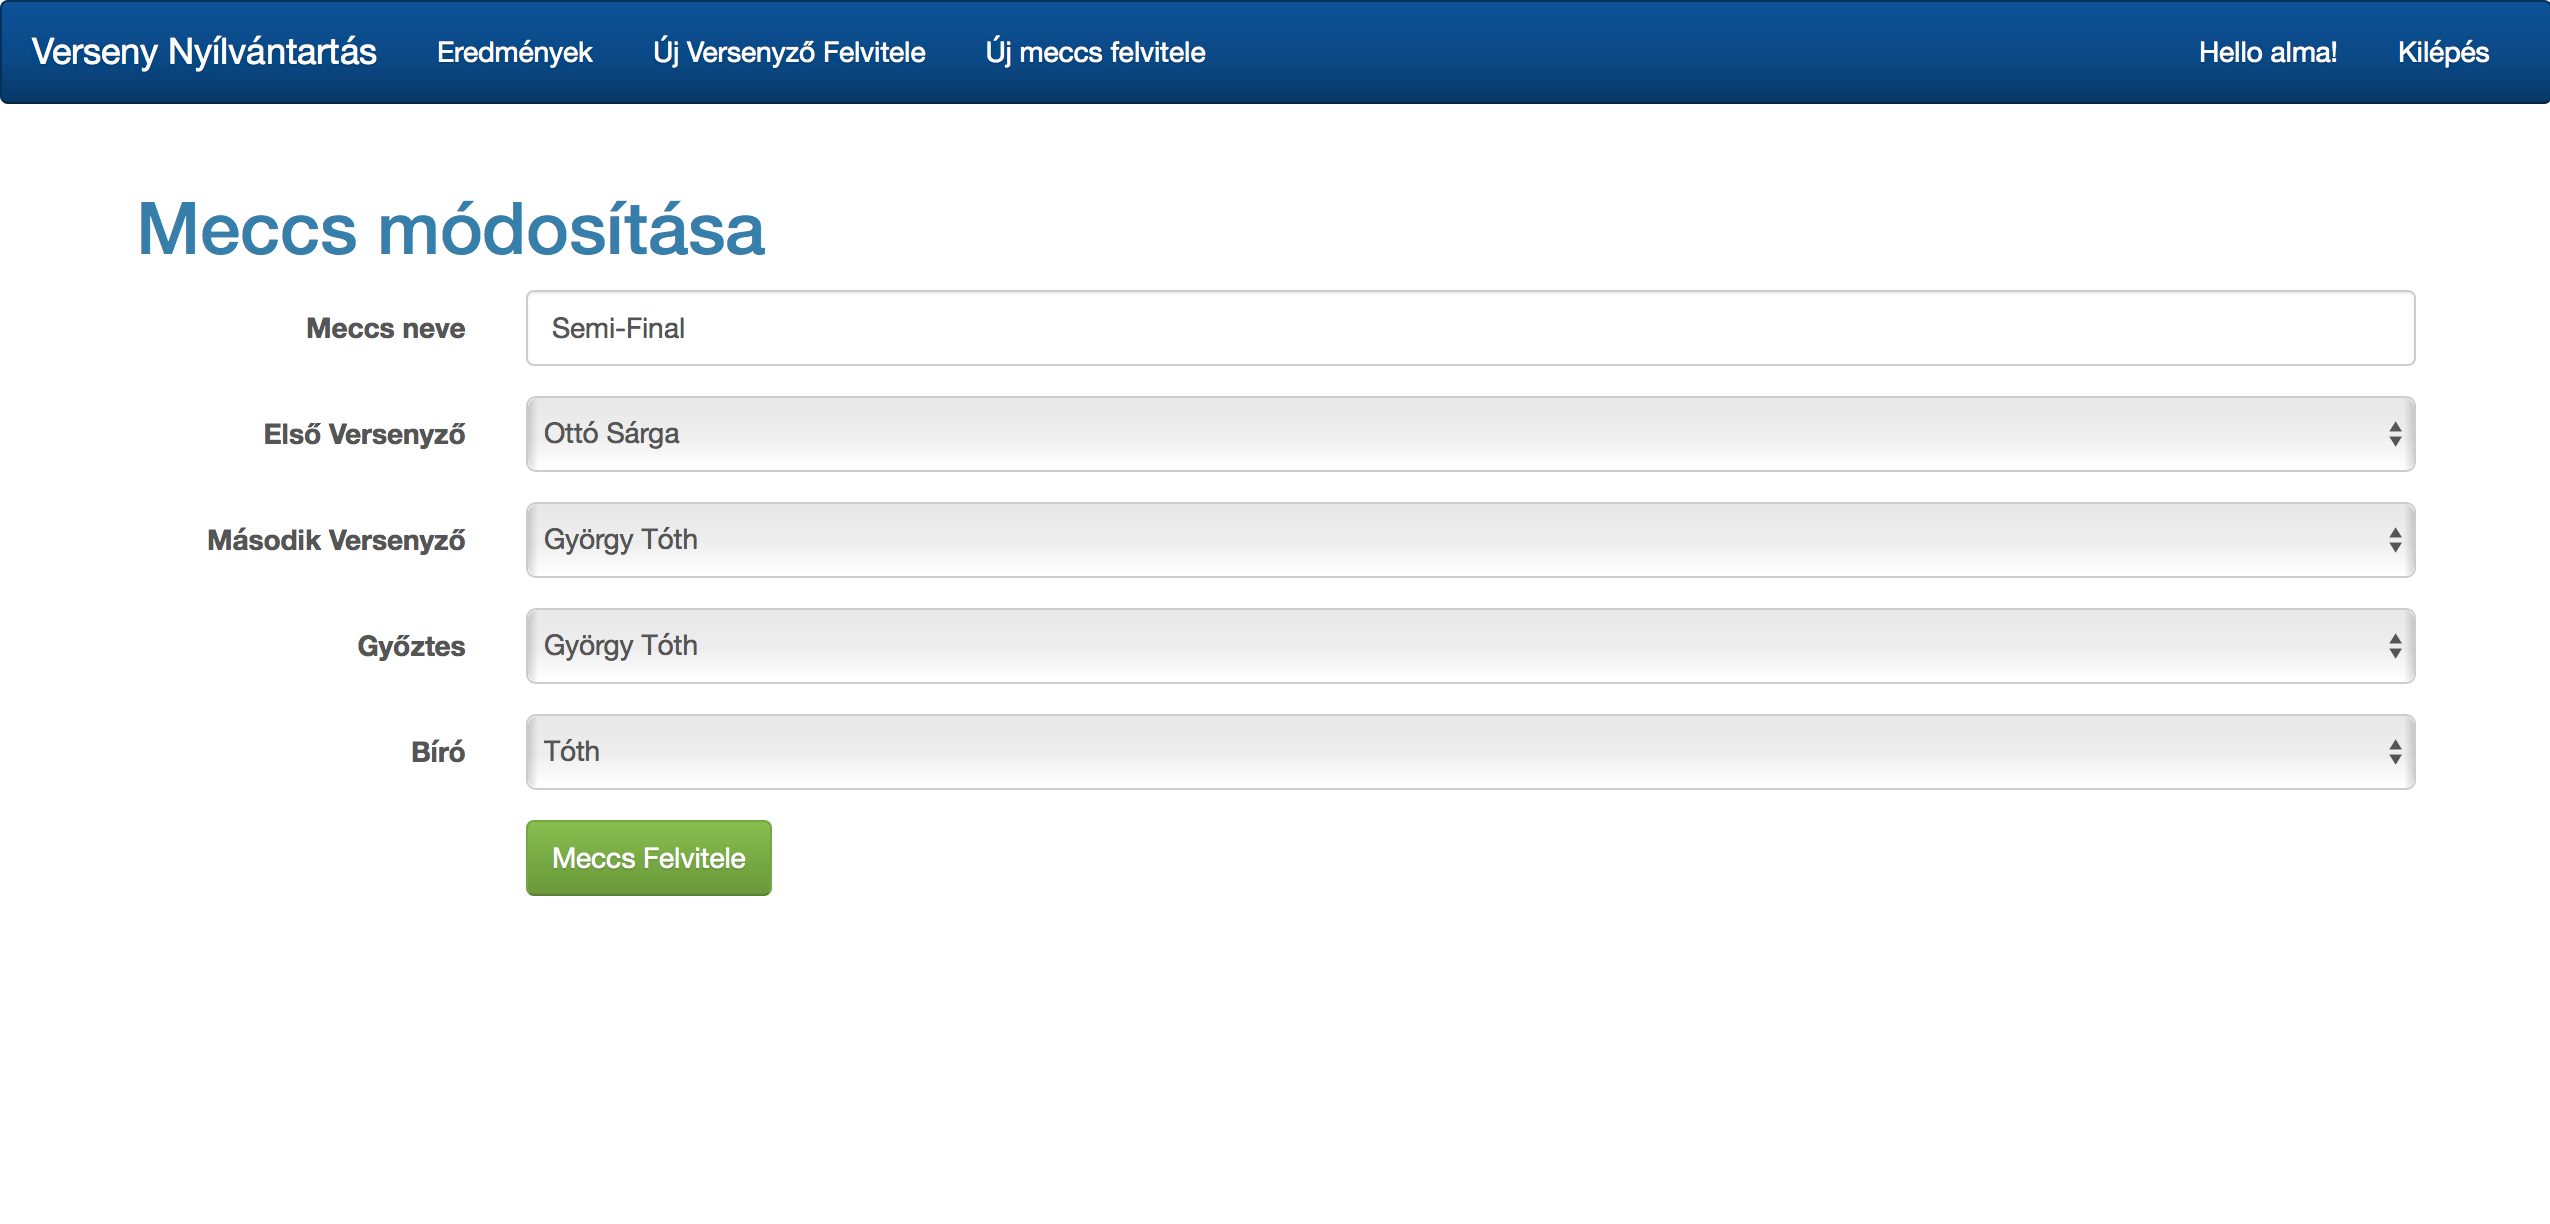 Verseny Nyílvántartás Eredmények Új Versenyző Felvitele Új meccs felvitele Hello alma! Kilépés
Meccs módosítása
Meccs neve Semi-Final
Első Versenyző Ottó Sárga
Második Versenyző György Tóth
Győztes György Tóth
Bíró Tóth
Meccs Felvitele